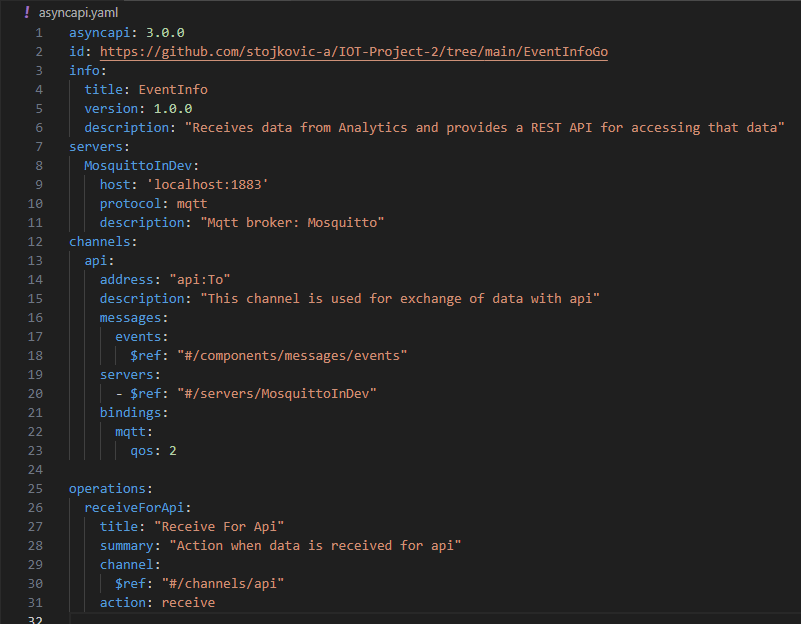 ! asyncapi.yaml
1 asyncapi: 3.0.0
2 id: https://github.com/stojkovic-a/IOT-Project-2/tree/main/EventInfoGo
3 info:
4   title: EventInfo
5   version: 1.0.0
6   description: "Receives data from Analytics and provides a REST API for accessing that data"
7 servers:
8   MosquittoInDev:
9     host: 'localhost:1883'
10     protocol: mqtt
11     description: "Mqtt broker: Mosquitto"
12 channels:
13   api:
14     address: "api:To"
15     description: "This channel is used for exchange of data with api"
16     messages:
17       events:
18         $ref: "#/components/messages/events"
19     servers:
20       - $ref: "#/servers/MosquittoInDev"
21     bindings:
22       mqtt:
23         qos: 2
24
25 operations:
26   receiveForApi:
27     title: "Receive For Api"
28     summary: "Action when data is received for api"
29     channel:
30       $ref: "#/channels/api"
31     action: receive
32